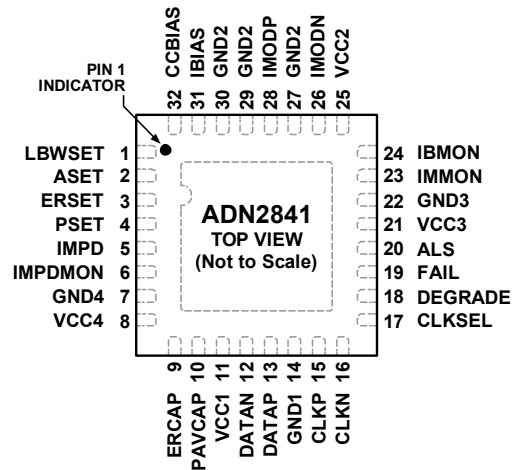 CCBIAS
IBIAS
GND2
GND2
IMODP
GND2
IMODN
VCC2
32 31 30 29 28 27 26 25
PIN 1
INDICATOR
LBWSET 1
ASET 2
ERSET 3
PSET 4
IMPD 5
IMPDMON 6
GND4 7
VCC4 8
ADN2841
TOP VIEW
(Not to Scale)
24 IBMON
23 IMMON
22 GND3
21 VCC3
20 ALS
19 FAIL
18 DEGRADE
17 CLKSEL
9 10 11 12 13 14 15 16
ERCAP
PAVCAP
VCC1
DATAN
DATAP
GND1
CLKP
CLKN